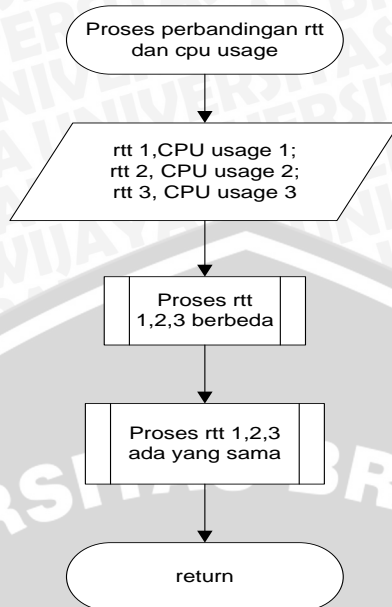 Proses perbandingan rtt
dan cpu usage
rtt 1,CPU usage 1;
rtt 2, CPU usage 2;
rtt 3, CPU usage 3
Proses rtt
1,2,3 berbeda
Proses rtt 1,2,3
ada yang sama
return